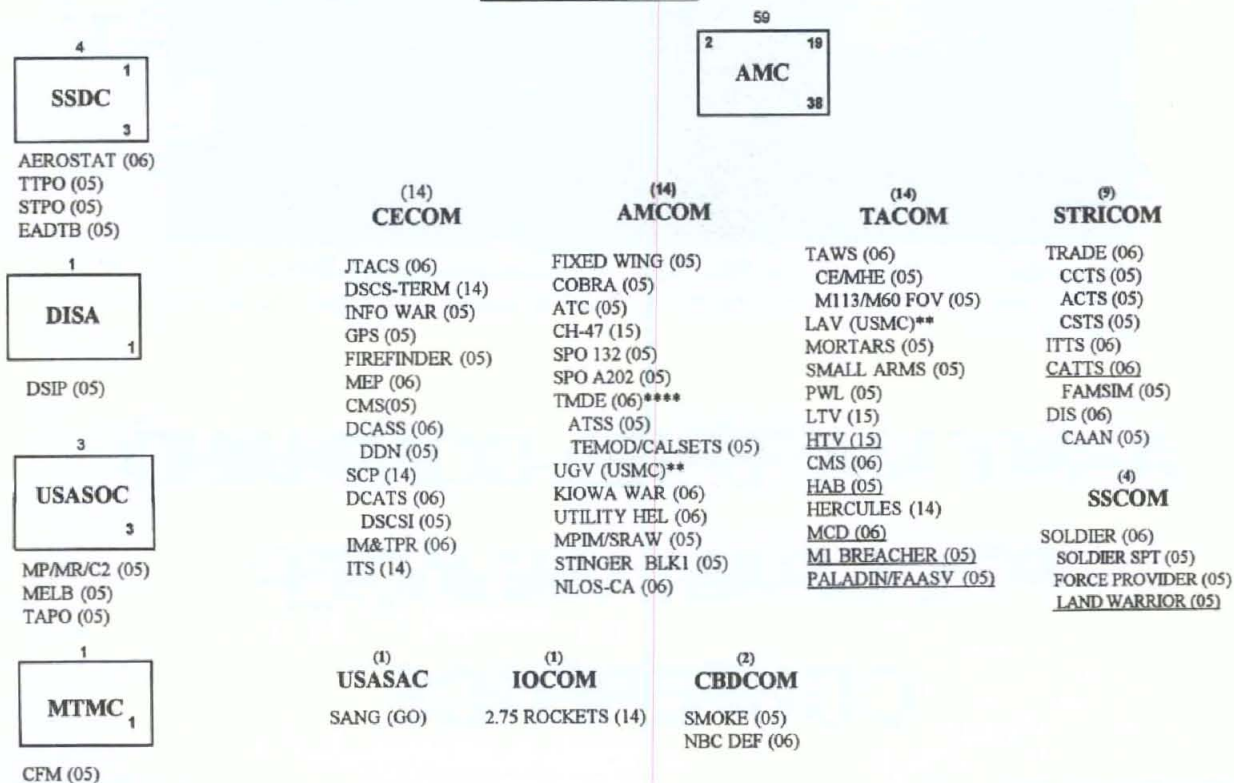 4
1
SSDC
3
AEROSTAT (06)
TTPO (05)
STPO (05)
EADTB (05)
1
DISA
1
DSIP (05)
3
USASOC
3
MP/MR/C2 (05)
MELB (05)
TAPO (05)
1
MTMC
1
CFM (05)
59
2 19
AMC
38
(14)
CECOM
JTACS (06)
DSCS-TERM (14)
INFO WAR (05)
GPS (05)
FIREFINDER (05)
MEP (06)
CMS(05)
DCASS (06)
DDN (05)
SCP (14)
DCATS (06)
DSCSI (05)
IM&TPR (06)
ITS (14)
(14)
AMCOM
FIXED WING (05)
COBRA (05)
ATC (05)
CH-47 (15)
SPO 132 (05)
SPO A202 (05)
TMDE (06)****
ATSS (05)
TEMOD/CALSETS (05)
UGV (USMC)**
KIOWA WAR (06)
UTILITY HEL (06)
MPIM/SRAW (05)
STINGER BLK1 (05)
NLOS-CA (06)
(14)
TACOM
TAWS (06)
CE/MHE (05)
M113/M60 FOV (05)
LAV (USMC)**
MORTARS (05)
SMALL ARMS (05)
PWL (05)
LTV (15)
HTV (15)
CMS (06)
HAB (05)
HERCULES (14)
MCD (06)
M1 BREACHER (05)
PALADIN/FAASV (05)
(9)
STRICOM
TRADE (06)
CCTS (05)
ACTS (05)
CSTS (05)
ITTS (06)
CATTS (06)
FAMSIM (05)
DIS (06)
CAAN (05)
(4)
SSCOM
SOLDIER (06)
SOLDIER SPT (05)
FORCE PROVIDER (05)
LAND WARRIOR (05)
(1)
USASAC
SANG (GO)
(1)
IOCOM
2.75 ROCKETS (14)
(2)
CBDCOM
SMOKE (05)
NBC DEF (06)